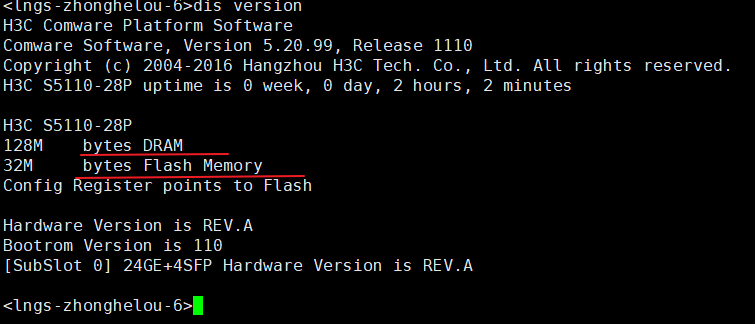 <lngs-zhonghelou-6>dis version
H3C Comware Platform Software
Comware Software, Version 5.20.99, Release 1110
Copyright (c) 2004-2016 Hangzhou H3C Tech. Co., Ltd. All rights reserved.
H3C S5110-28P uptime is 0 week, 0 day, 2 hours, 2 minutes
H3C S5110-28P
128M    bytes DRAM
32M     bytes Flash Memory
Config Register points to Flash
Hardware Version is REV.A
Bootrom Version is 110
[SubSlot 0] 24GE+4SFP Hardware Version is REV.A
<lngs-zhonghelou-6>